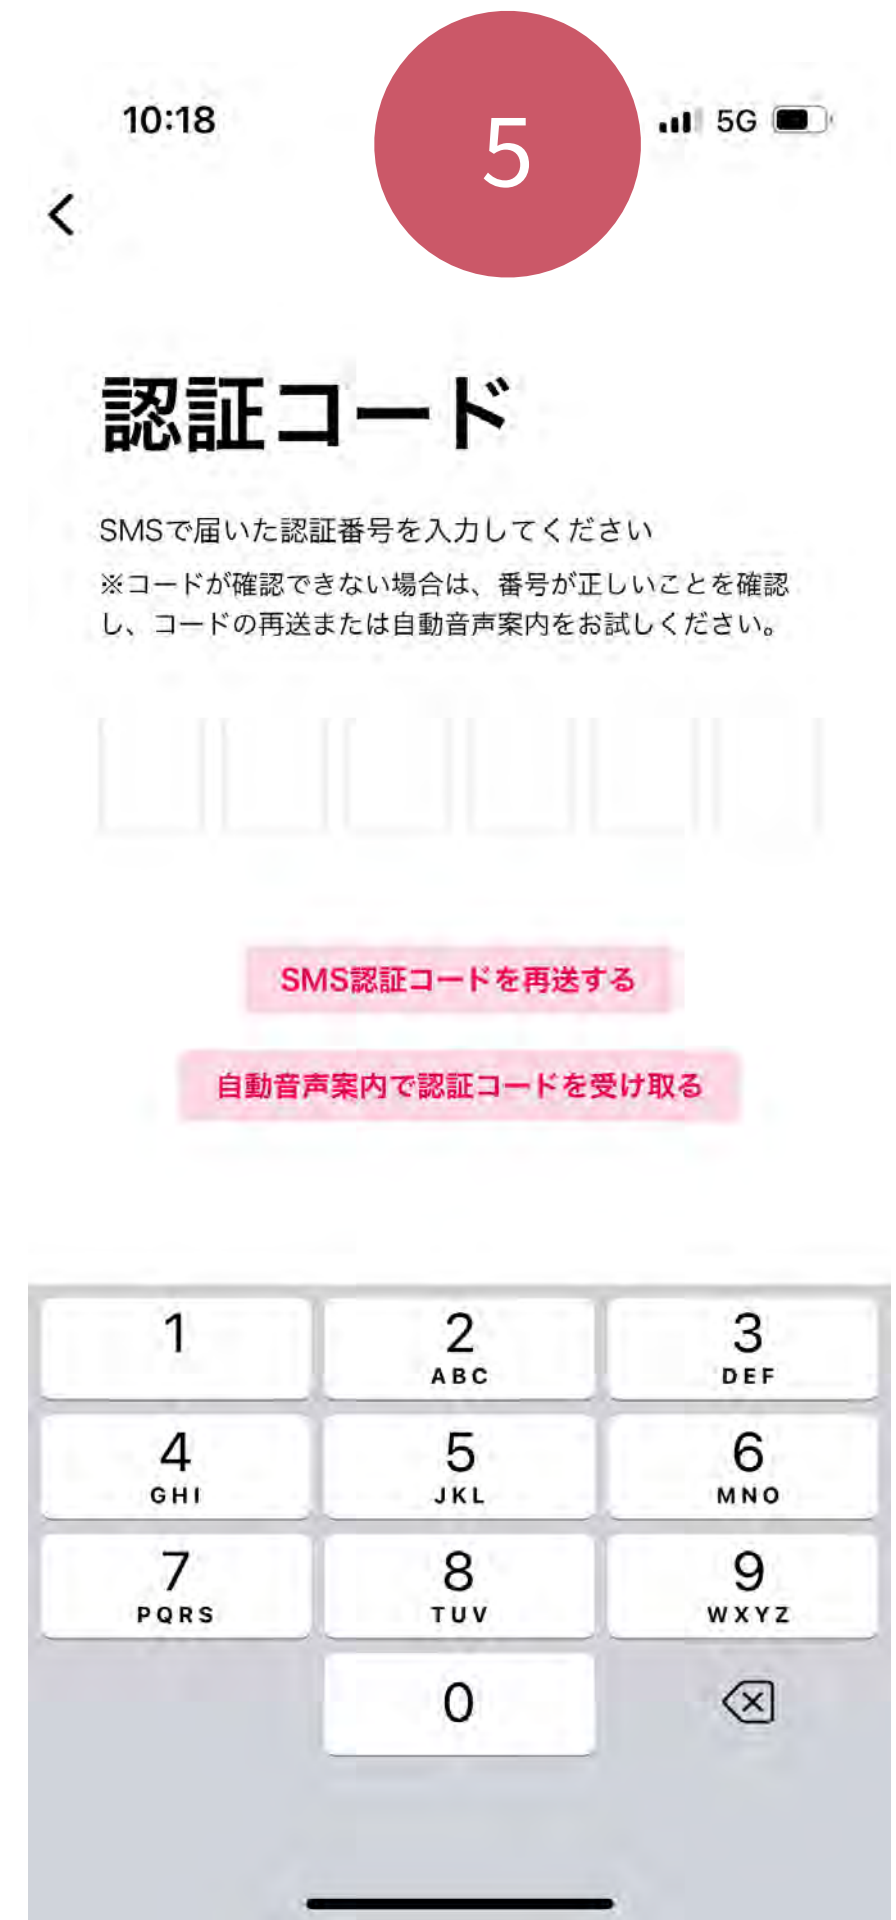 10:18
5
5G
認証コード
SMSで届いた認証番号を入力してください
※コードが確認できない場合は、番号が正しいことを確認
し、コードの再送または自動音声案内をお試しください。
SMS認証コードを再送する
自動音声案内で認証コードを受け取る
1
2
3
ABC
DEF
4
5
6
GHI
JKL
MNO
7
8
9
PQRS
TUV
WXYZ
0